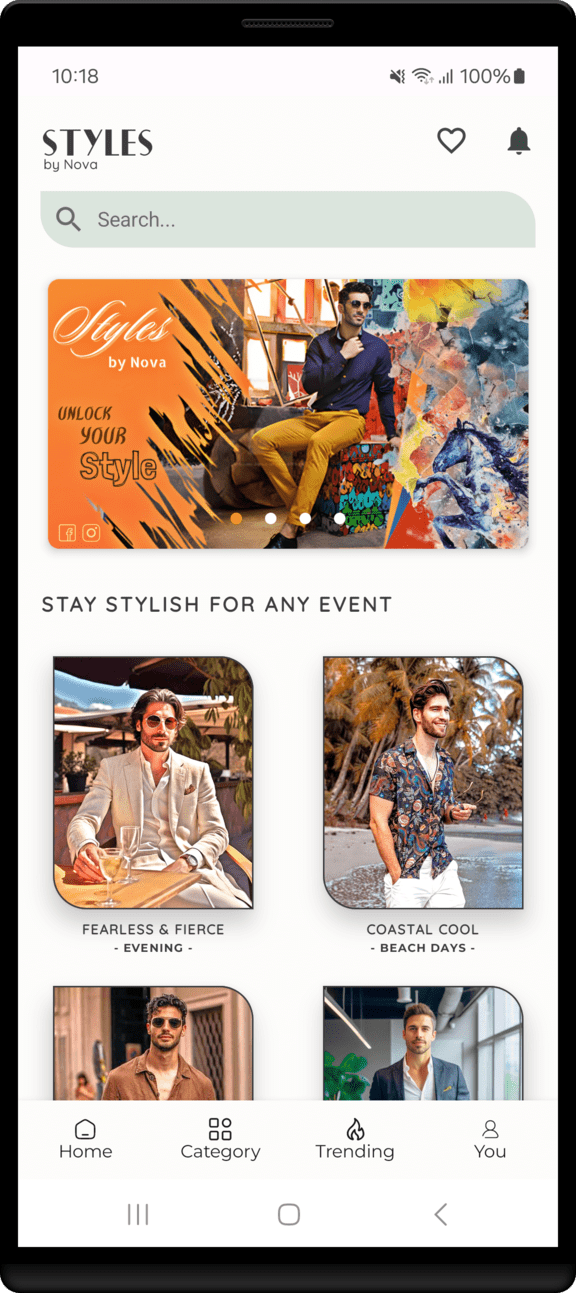 10:18
100%
STYLES
by Nova
Search...
Styles
by Nova
UNLOCK
YOUR
Style
STAY STYLISH FOR ANY EVENT
FEARLESS & FIERCE
- EVENING -
COASTAL COOL
- BEACH DAYS -
Home
Category
Trending
You